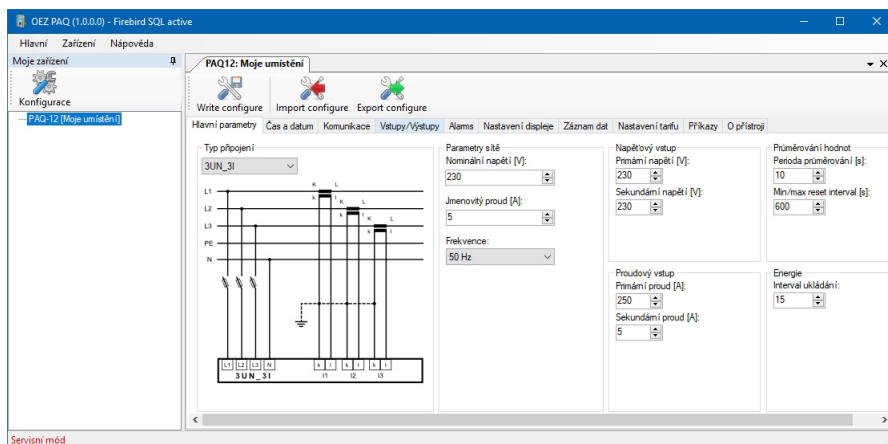 OEZ PAQ (1.0.0.0) - Firebird SQL active
Hlavní Zařízení Nápověda
Moje zařízení
Konfigurace
PAQ-12 [Moje umístění]
PAQ12: Moje umístění
Write configure Import configure Export configure
Hlavní parametry Čas a datum Komunikace Vstupy/Výstupy Alarms Nastavení displeje Záznam dat Nastavení tarifu Příkazy O přístroji
Typ připojení
3UN_3I
K L
L1
k l
K L
L2
k l
K L
L3
k l
PE
N
L1 L2 L3 N k l k l k l
3UN_3I I1 I2 I3
Parametry sítě
Nominální napětí [V]:
230
Jmenovitý proud [A]:
5
Frekvence:
50 Hz
Napěťový vstup
Primární napětí [V]:
230
Sekundární napětí [V]:
230
Proudový vstup
Primární proud [A]:
250
Sekundární proud [A]:
5
Průměrování hodnot
Perioda průměrování [s]:
10
Min/max reset interval [s]:
600
Energie
Interval ukládání:
15
Servisní mód